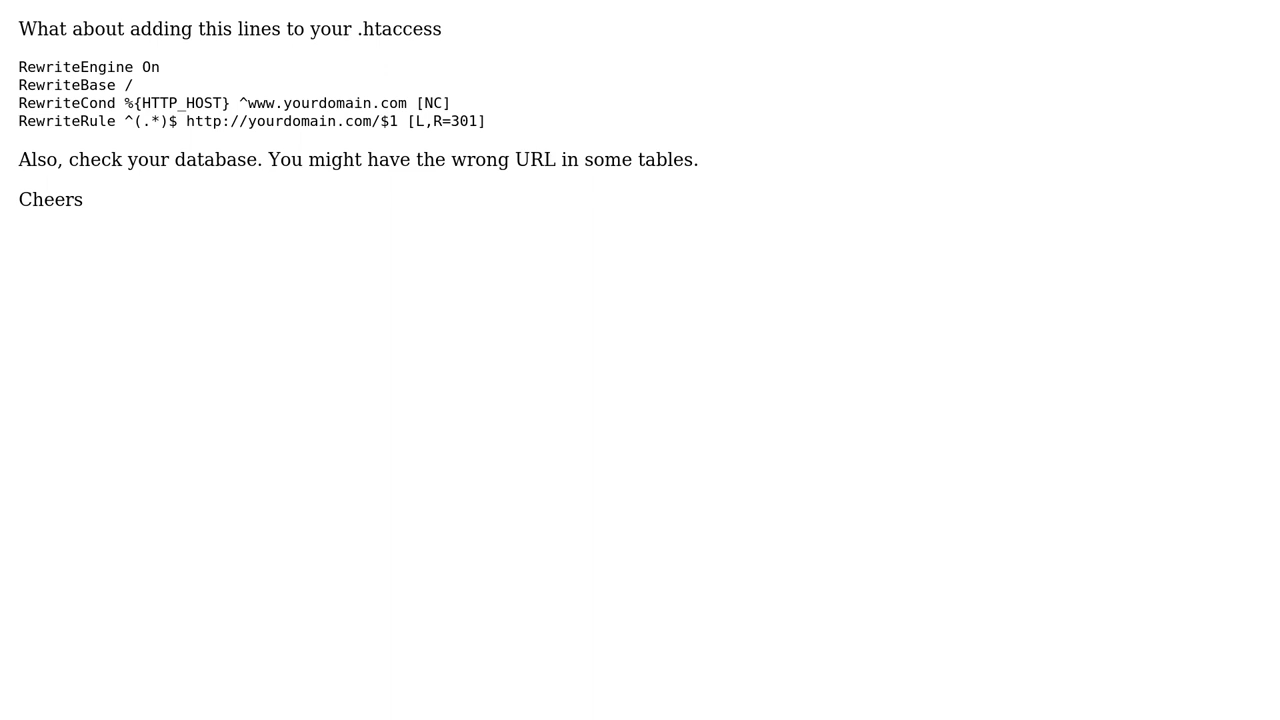 What about adding this lines to your .htaccess
RewriteEngine On
RewriteBase /
RewriteCond %{HTTP_HOST} ^www.yourdomain.com [NC]
RewriteRule ^(.*)$ http://yourdomain.com/$1 [L,R=301]
Also, check your database. You might have the wrong URL in some tables.
Cheers